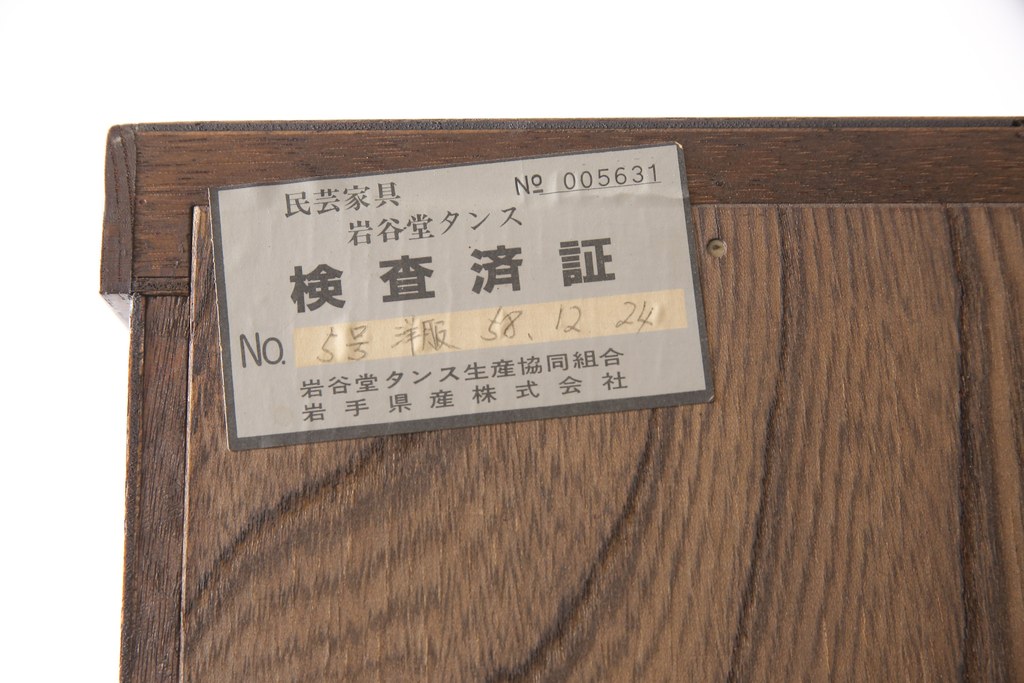 民芸家具 Nº 005631
岩谷堂タンス
検査済証
No. 5号 洋服 58.12 24
岩谷堂タンス生産協同組合
岩手県産株式会社